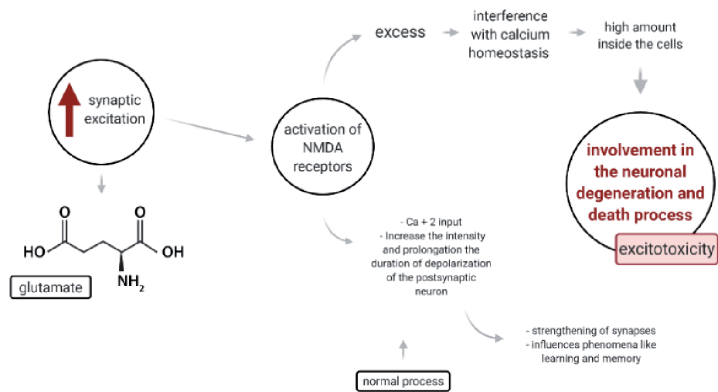 synaptic
excitation
HO
O
O
OH
NH₂
glutamate
activation of
NMDA
receptors
excess
interference
with calcium
homeostasis
high amount
inside the cells
involvement in
the neuronal
degeneration and
death process
excitotoxicity
- Ca + 2 input
- Increase the intensity
and prolongation the
duration of depolarization
of the postsynaptic
neuron
normal process
- strengthening of synapses
- influences phenomena like
learning and memory